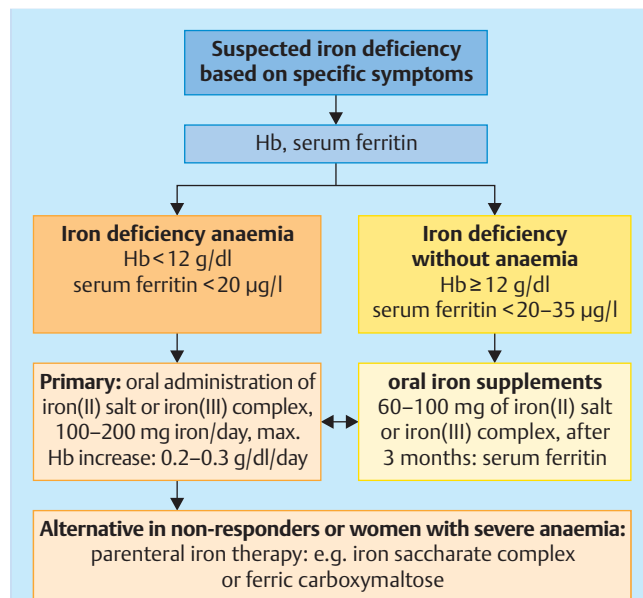 Suspected iron deficiency
based on specific symptoms
Hb, serum ferritin
Iron deficiency anaemia
Hb < 12 g/dl
serum ferritin < 20 µg/l
Iron deficiency
without anaemia
Hb ≥ 12 g/dl
serum ferritin < 20–35 µg/l
Primary: oral administration of
iron(II) salt or iron(III) complex,
100–200 mg iron/day, max.
Hb increase: 0.2–0.3 g/dl/day
oral iron supplements
60–100 mg of iron(II) salt
or iron(III) complex, after
3 months: serum ferritin
Alternative in non-responders or women with severe anaemia:
parenteral iron therapy: e.g. iron saccharate complex
or ferric carboxymaltose